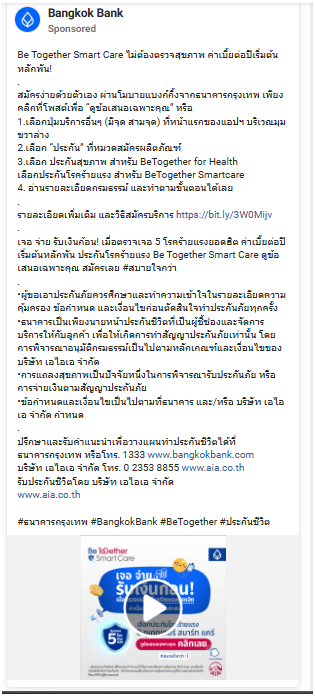 Bangkok Bank
Sponsored
Be Together Smart Care ไม่ต้องตรวจสุขภาพ ค่าเบี้ยต่อปีเริ่มต้น
หลักพัน!
.
สมัครง่ายด้วยตัวเอง ผ่านโมบายแบงก์กิ้งจากธนาคารกรุงเทพ เพียง
คลิกที่โพสต์เพื่อ "ดูข้อเสนอเฉพาะคุณ" หรือ
1.เลือกปุ่มบริการอื่นๆ (มีจุด สามจุด) ที่หน้าแรกของแอปฯ บริเวณมุม
ขวาล่าง
2.เลือก "ประกัน" ที่หมวดสมัครผลิตภัณฑ์
3.เลือก ประกันสุขภาพ สำหรับ BeTogether for Health
เลือกประกันโรคร้ายแรง สำหรับ BeTogether Smartcare
4. อ่านรายละเอียดกรมธรรม์ และทำตามขั้นตอนได้เลย
.
รายละเอียดเพิ่มเติม และวิธีสมัครบริการ https://bit.ly/3W0Mijv
.
เจอ จ่าย รับเงินก้อน! เมื่อตรวจเจอ 5 โรคร้ายแรงยอดฮิต ค่าเบี้ยต่อปี
เริ่มต้นหลักพัน ประกันโรคร้ายแรง Be Together Smart Care ดูข้อ
เสนอเฉพาะคุณ สมัครเลย #สบายใจกว่า
.
•ผู้ขอเอาประกันภัยควรศึกษาและทำความเข้าใจในรายละเอียดความ
คุ้มครอง ข้อกำหนด และเงื่อนไขก่อนตัดสินใจทำประกันภัยทุกครั้ง
•ธนาคารเป็นเพียงนายหน้าประกันชีวิตที่เป็นผู้ชี้ช่องและจัดการ
บริการให้กับลูกค้า เพื่อให้เกิดการทำสัญญาประกันภัยเท่านั้น โดย
การพิจารณาอนุมัติกรมธรรม์เป็นไปตามหลักเกณฑ์และเงื่อนไขของ
บริษัท เอไอเอ จำกัด
•การแถลงสุขภาพเป็นปัจจัยหนึ่งในการพิจารณารับประกันภัย หรือ
การจ่ายเงินตามสัญญาประกันภัย
•ข้อกำหนดและเงื่อนไขเป็นไปตามที่ธนาคาร และ/หรือ บริษัท เอไอ
เอ จำกัด กำหนด
.
ปรึกษาและรับคำแนะนำเพื่อวางแผนทำประกันชีวิตได้ที่
ธนาคารกรุงเทพ หรือโทร. 1333 www.bangkokbank.com
บริษัท เอไอเอ จำกัด โทร. 0 2353 8855 www.aia.co.th
รับประกันชีวิตโดย บริษัท เอไอเอ จำกัด
www.aia.co.th
#ธนาคารกรุงเทพ #BangkokBank #BeTogether #ประกันชีวิต
Be Together
Smart Care
เจอ จ่าย
รับเงินก้อน!
5
คลิกเลย
AIA